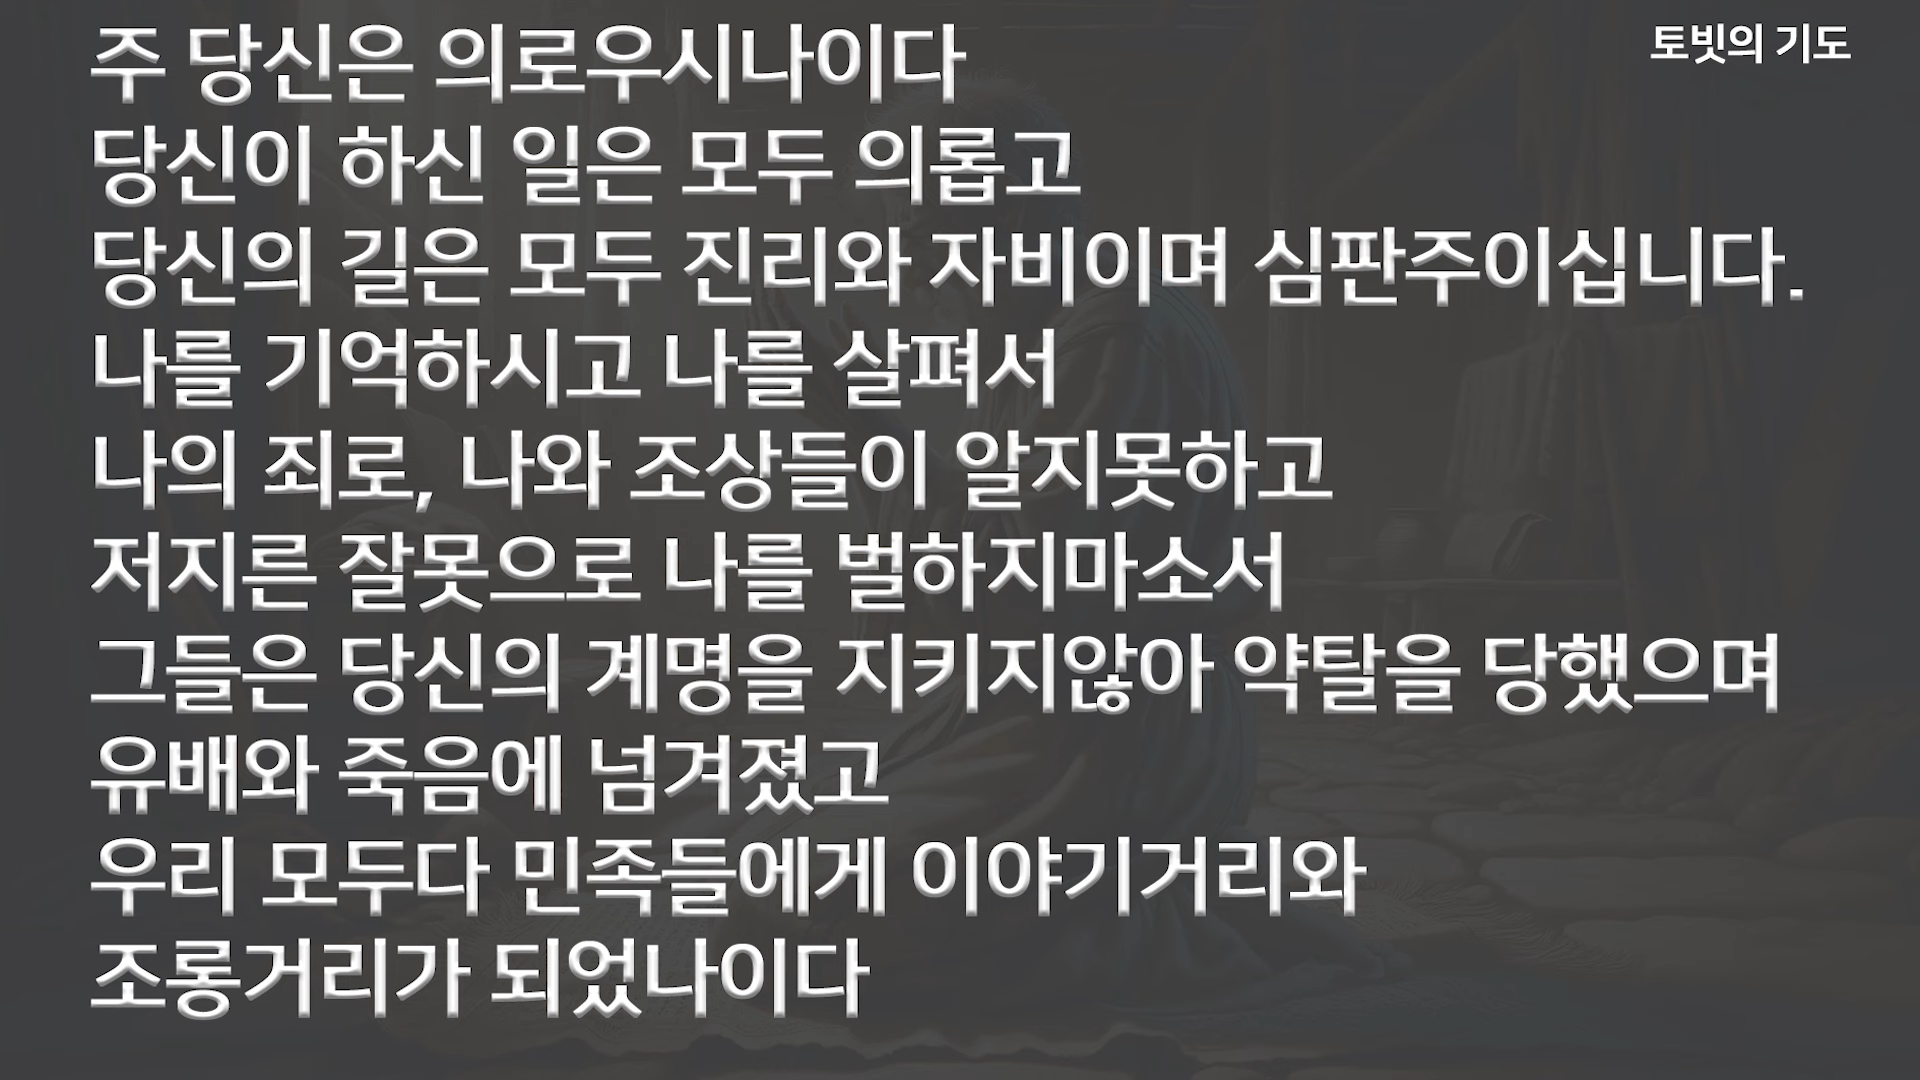 토빗의 기도
주 당신은 의로우시나이다
당신이 하신 일은 모두 의롭고
당신의 길은 모두 진리와 자비이며 심판주이십니다.
나를 기억하시고 나를 살펴서
나의 죄로, 나와 조상들이 알지못하고
저지른 잘못으로 나를 벌하지마소서
그들은 당신의 계명을 지키지않아 약탈을 당했으며
유배와 죽음에 넘겨졌고
우리 모두다 민족들에게 이야기거리와
조롱거리가 되었나이다